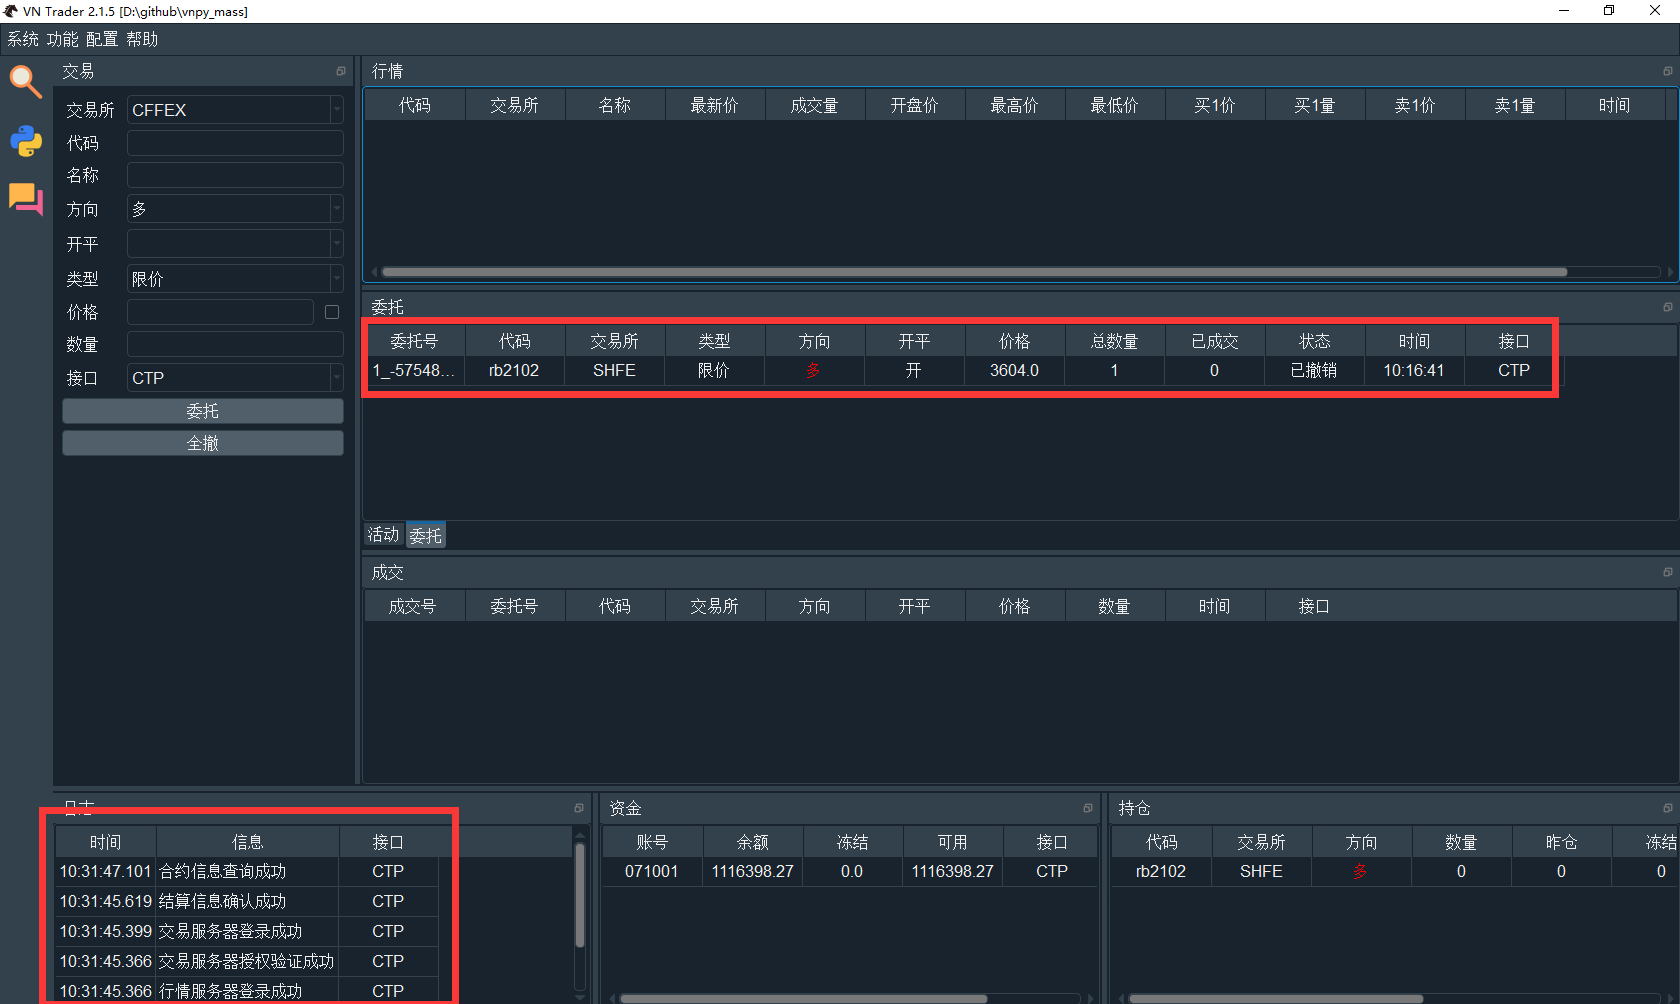 VN Trader 2.1.5 [D:\github\vnpy_mass]
系统 功能 配置 帮助
交易
交易所 CFFEX
代码
名称
方向 多
开平
类型 限价
价格
数量
接口 CTP
委托
全撤
行情
代码 交易所 名称 最新价 成交量 开盘价 最高价 最低价 买1价 买1量 卖1价 卖1量 时间
委托
委托号 代码 交易所 类型 方向 开平 价格 总数量 已成交 状态 时间 接口
1_-57548... rb2102 SHFE 限价 多 开 3604.0 1 0 已撤销 10:16:41 CTP
活动 委托
成交
成交号 委托号 代码 交易所 方向 开平 价格 数量 时间 接口
日志
时间 信息 接口
10:31:47.101 合约信息查询成功 CTP
10:31:45.619 结算信息确认成功 CTP
10:31:45.399 交易服务器登录成功 CTP
10:31:45.366 交易服务器授权验证成功 CTP
10:31:45.366 行情服务器登录成功 CTP
资金
账号 余额 冻结 可用 接口
071001 1116398.27 0.0 1116398.27 CTP
持仓
代码 交易所 方向 数量 昨仓 冻结
rb2102 SHFE 多 0 0 0